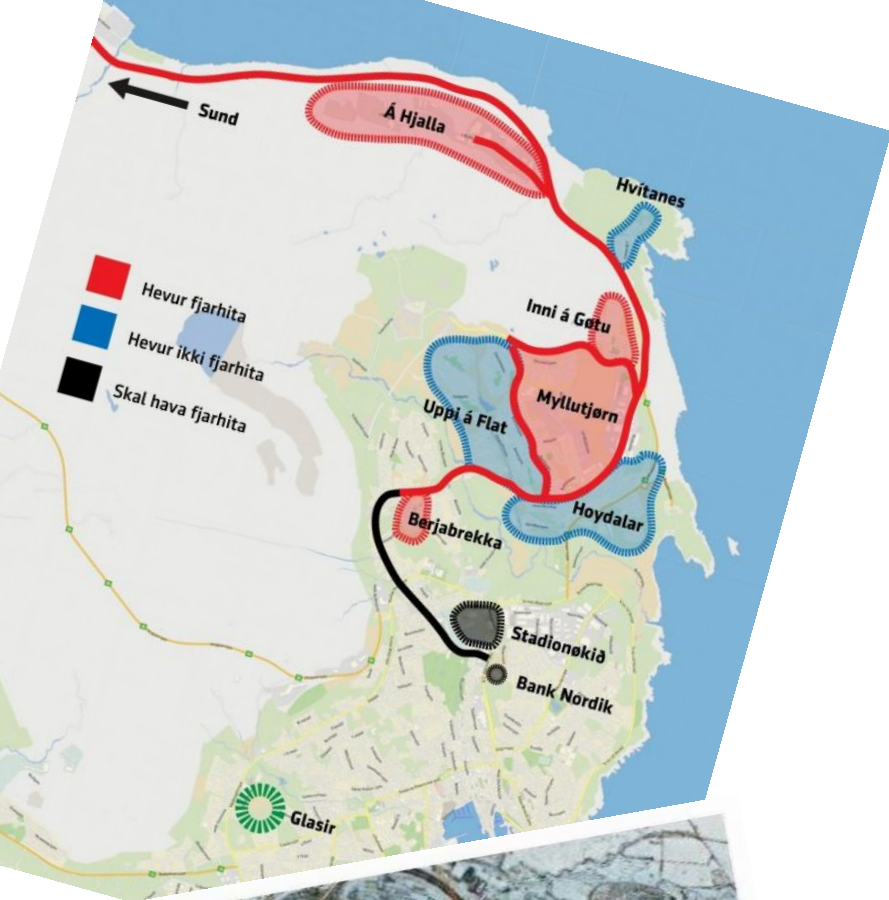 Sund
Á Hjalla
Hvítanes
Hevur fjarhita
Hevur ikki fjarhita
Skal hava fjarhita
Inni á Gøtu
Myllutjørn
Uppi á Flat
Hoydalar
Berjabrekka
Stadionøkið
Bank Nordik
Glasir